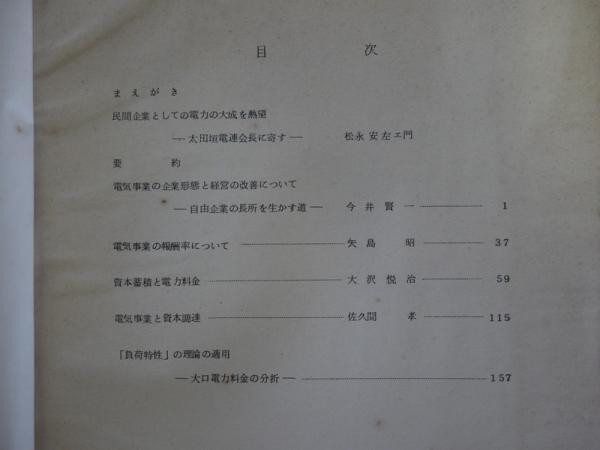 目 次
まえがき
民間企業としての電力の大成を熱望
— 太田垣電連会長に寄す — 松永安左エ門
要 約
電気事業の企業形態と経営の改善について
— 自由企業の長所を生かす道 — 今井賢一 1
電気事業の報酬率について 矢島昭 37
資本蓄積と電力料金 大沢悦治 59
電気事業と資本調達 佐久間孝 115
「負荷特性」の理論の適用
— 大口電力料金の分折 — 157